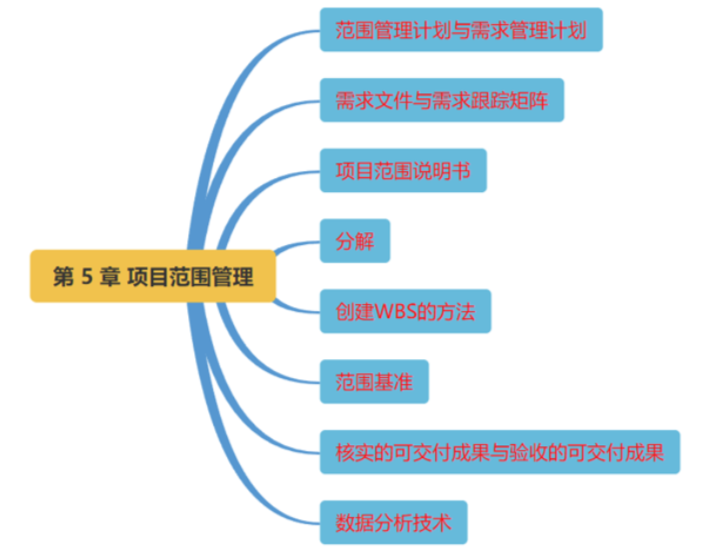 范围管理计划与需求管理计划
需求文件与需求跟踪矩阵
项目范围说明书
分解
第 5 章 项目范围管理
创建WBS的方法
范围基准
核实的可交付成果与验收的可交付成果
数据分析技术